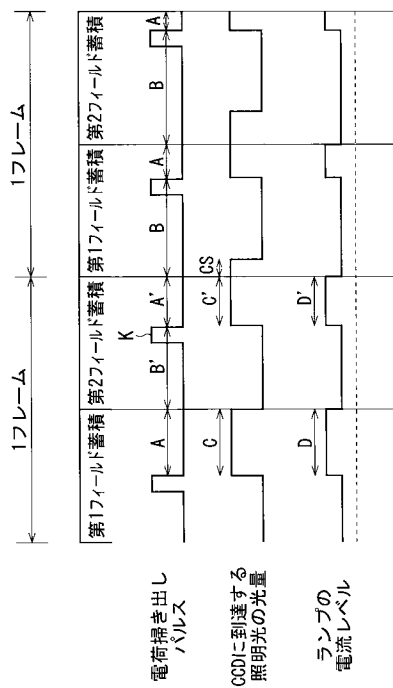 1フレーム
1フレーム
第1フィールド蓄積
第2フィールド蓄積
第1フィールド蓄積
第2フィールド蓄積
電荷掃き出し
パルス
A
B'
K
A'
B
A
B
A
CCDに到達する
照明光の光量
C
C'
CS
ランプの
電流レベル
D
D'